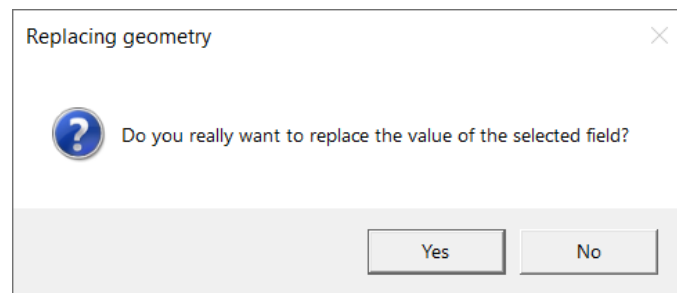 Replacing geometry
Do you really want to replace the value of the selected field?
Yes
No